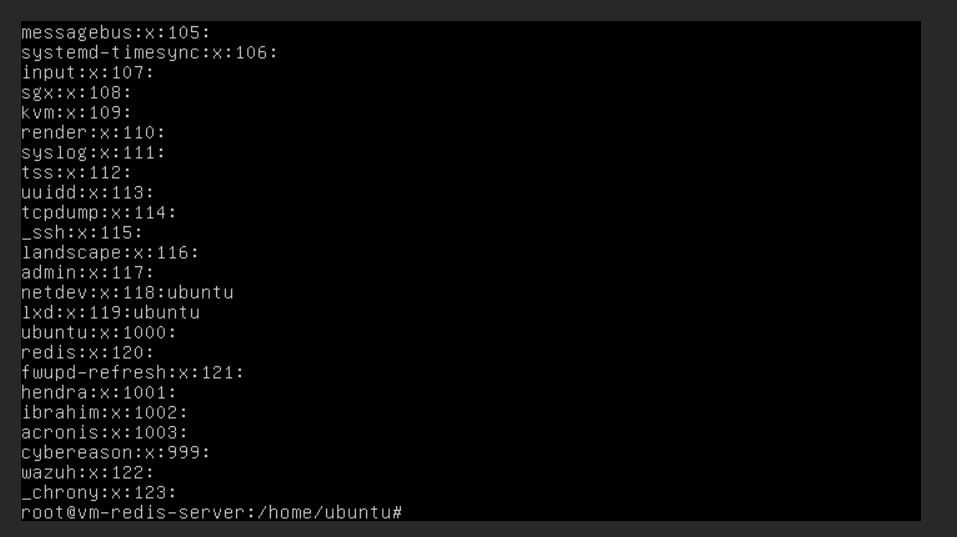 messagebus:x:105:
systemd-timesync:x:106:
input:x:107:
sgx:x:108:
kvm:x:109:
render:x:110:
syslog:x:111:
tss:x:112:
uuidd:x:113:
tcpdump:x:114:
_ssh:x:115:
landscape:x:116:
admin:x:117:
netdev:x:118:ubuntu
lxd:x:119:ubuntu
ubuntu:x:1000:
redis:x:120:
fwupd-refresh:x:121:
hendra:x:1001:
ibrahim:x:1002:
acronis:x:1003:
cybereason:x:999:
wazuh:x:122:
_chrony:x:123:
root@vm-redis-server:/home/ubuntu#